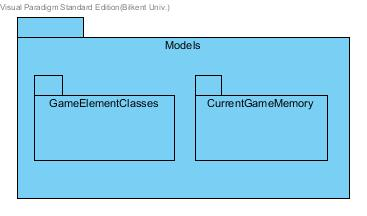 Visual Paradigm Standard Edition(Bilkent Univ.)
Models
GameElementClasses
CurrentGameMemory